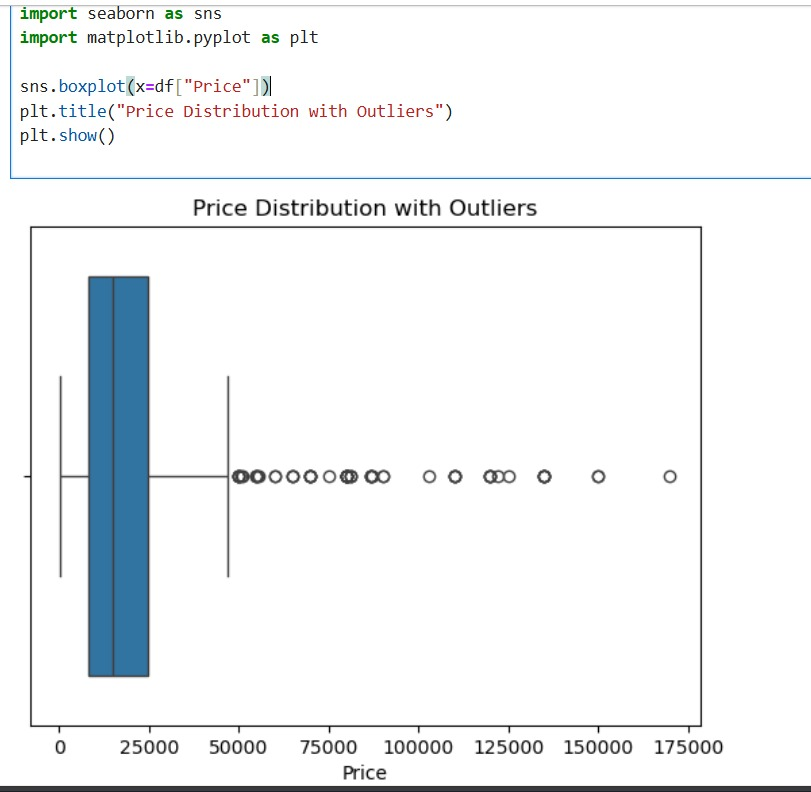 import seaborn as sns
import matplotlib.pyplot as plt
sns.boxplot(x=df["Price"])
plt.title("Price Distribution with Outliers")
plt.show()
Price Distribution with Outliers
0 25000 50000 75000 100000 125000 150000 175000
Price